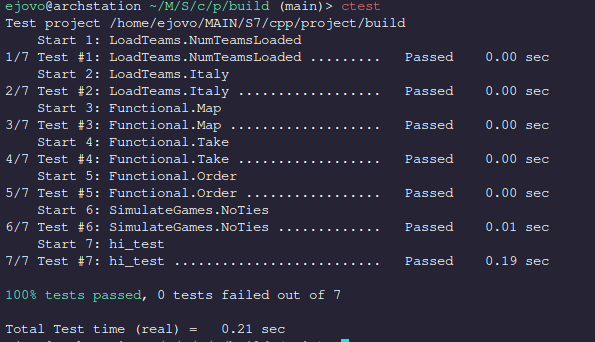 ejovo@archstation ~/M/S/c/p/build (main)> ctest
Test project /home/ejovo/MAIN/S7/cpp/project/build
    Start 1: LoadTeams.NumTeamsLoaded
1/7 Test #1: LoadTeams.NumTeamsLoaded .........   Passed    0.00 sec
    Start 2: LoadTeams.Italy
2/7 Test #2: LoadTeams.Italy ..................   Passed    0.00 sec
    Start 3: Functional.Map
3/7 Test #3: Functional.Map ...................   Passed    0.00 sec
    Start 4: Functional.Take
4/7 Test #4: Functional.Take ..................   Passed    0.00 sec
    Start 5: Functional.Order
5/7 Test #5: Functional.Order .................   Passed    0.00 sec
    Start 6: SimulateGames.NoTies
6/7 Test #6: SimulateGames.NoTies .............   Passed    0.01 sec
    Start 7: hi_test
7/7 Test #7: hi_test ..........................   Passed    0.19 sec

100% tests passed, 0 tests failed out of 7

Total Test time (real) =   0.21 sec